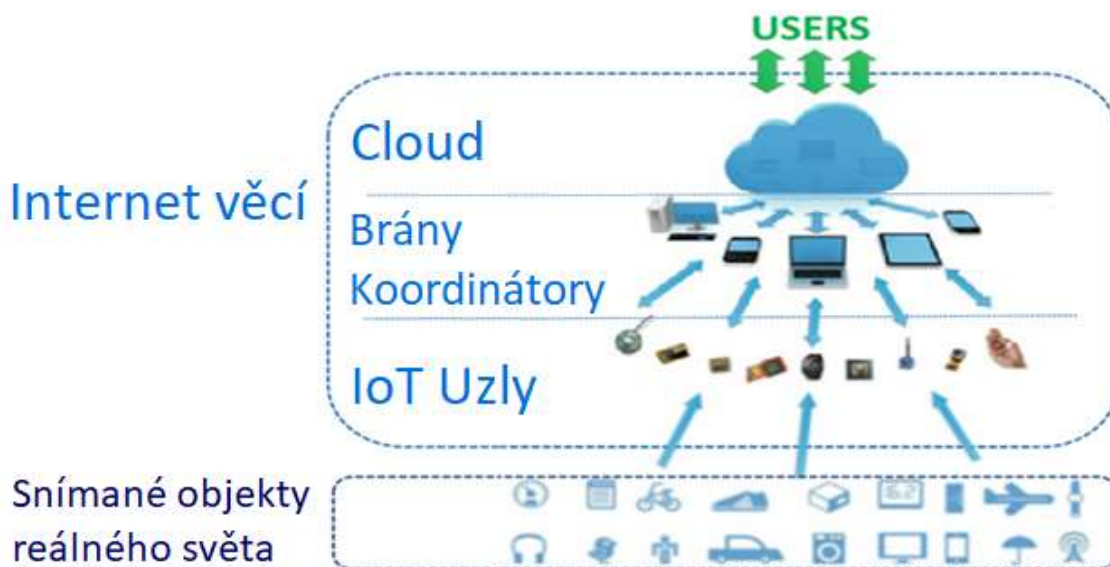 USERS
Cloud
Internet věcí
Brány
Koordinátory
IoT Uzly
Snímané objekty
reálného světa